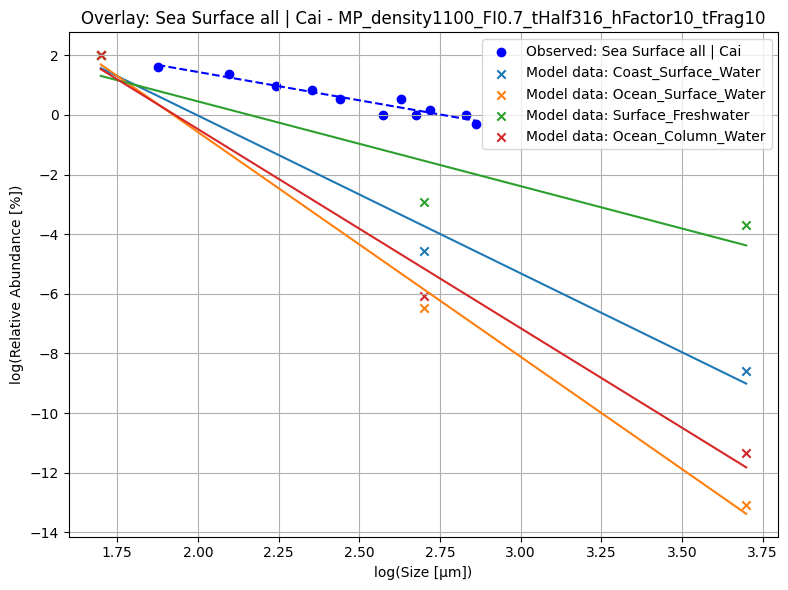 Overlay: Sea Surface all | Cai - MP_density1100_FI0.7_tHalf316_hFactor10_tFrag10
Observed: Sea Surface all | Cai
Model data: Coast_Surface_Water
Model data: Ocean_Surface_Water
Model data: Surface_Freshwater
Model data: Ocean_Column_Water
log(Relative Abundance [%])
2
0
−2
−4
−6
−8
−10
−12
−14
1.75 2.00 2.25 2.50 2.75 3.00 3.25 3.50 3.75
log(Size [µm])